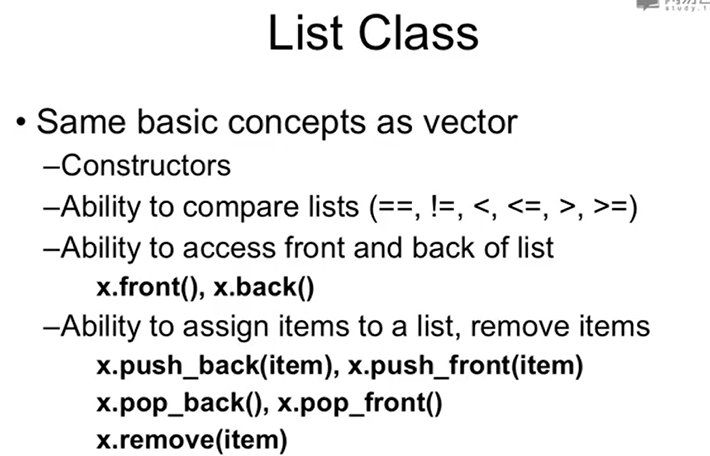 study.1
List Class
• Same basic concepts as vector
–Constructors
–Ability to compare lists (==, !=, <, <=, >, >=)
–Ability to access front and back of list
x.front(), x.back()
–Ability to assign items to a list, remove items
x.push_back(item), x.push_front(item)
x.pop_back(), x.pop_front()
x.remove(item)